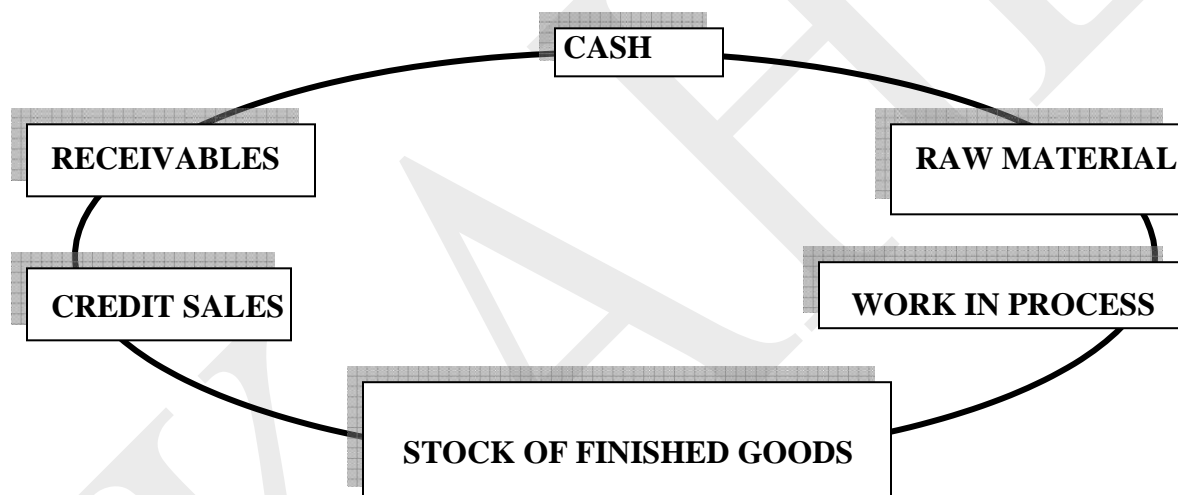 CASH
RECEIVABLES
RAW MATERIAL
CREDIT SALES
WORK IN PROCESS
STOCK OF FINISHED GOODS